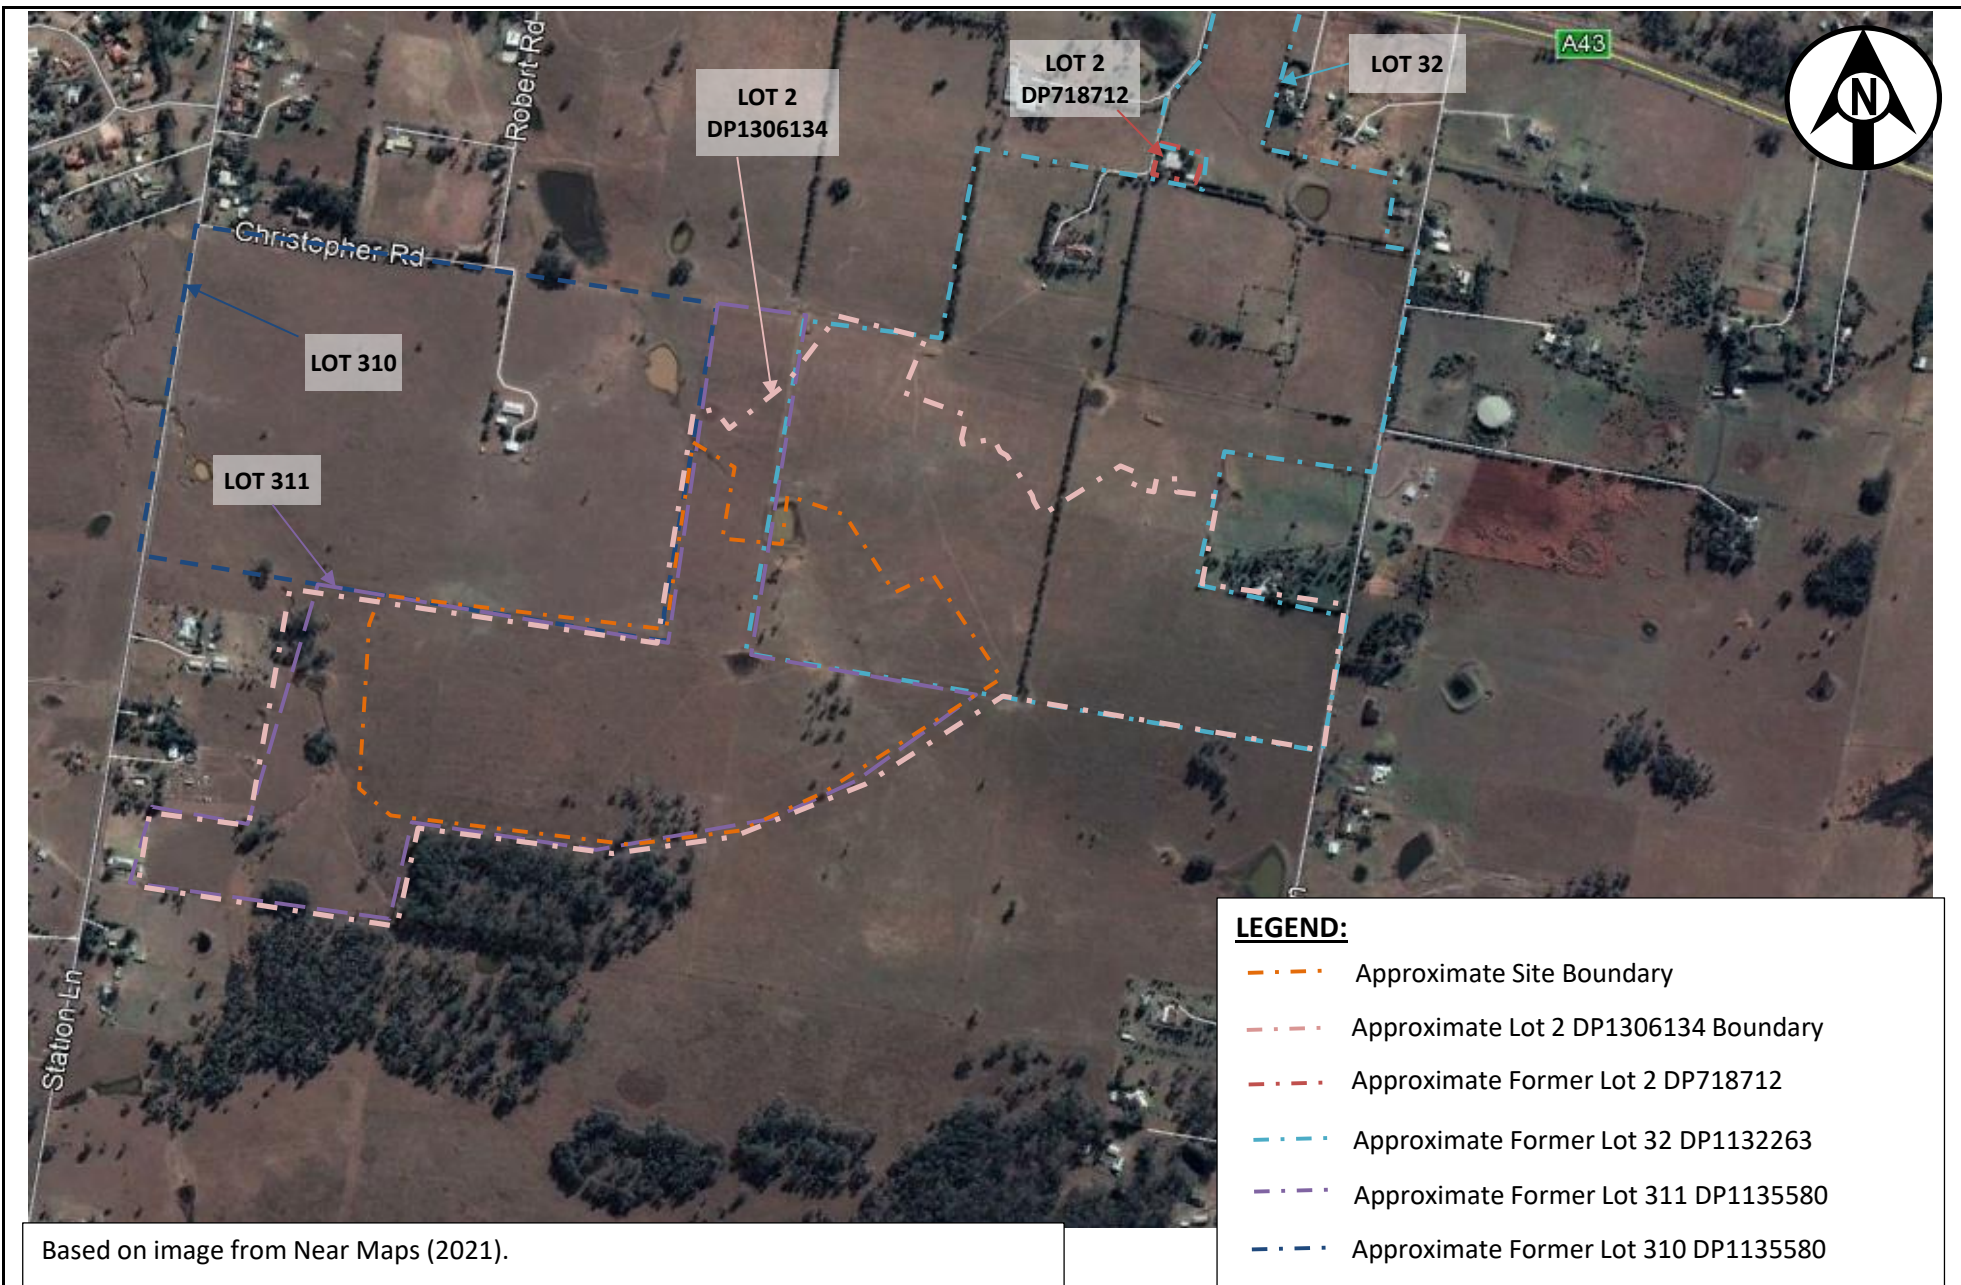 A43
N
Robert Rd
LOT 2
DP1306134
LOT 2
DP718712
LOT 32
Christopher Rd
LOT 310
LOT 311
Station Ln
LEGEND:
Approximate Site Boundary
Approximate Lot 2 DP1306134 Boundary
Approximate Former Lot 2 DP718712
Approximate Former Lot 32 DP1132263
Approximate Former Lot 311 DP1135580
Approximate Former Lot 310 DP1135580
Based on image from Near Maps (2021).